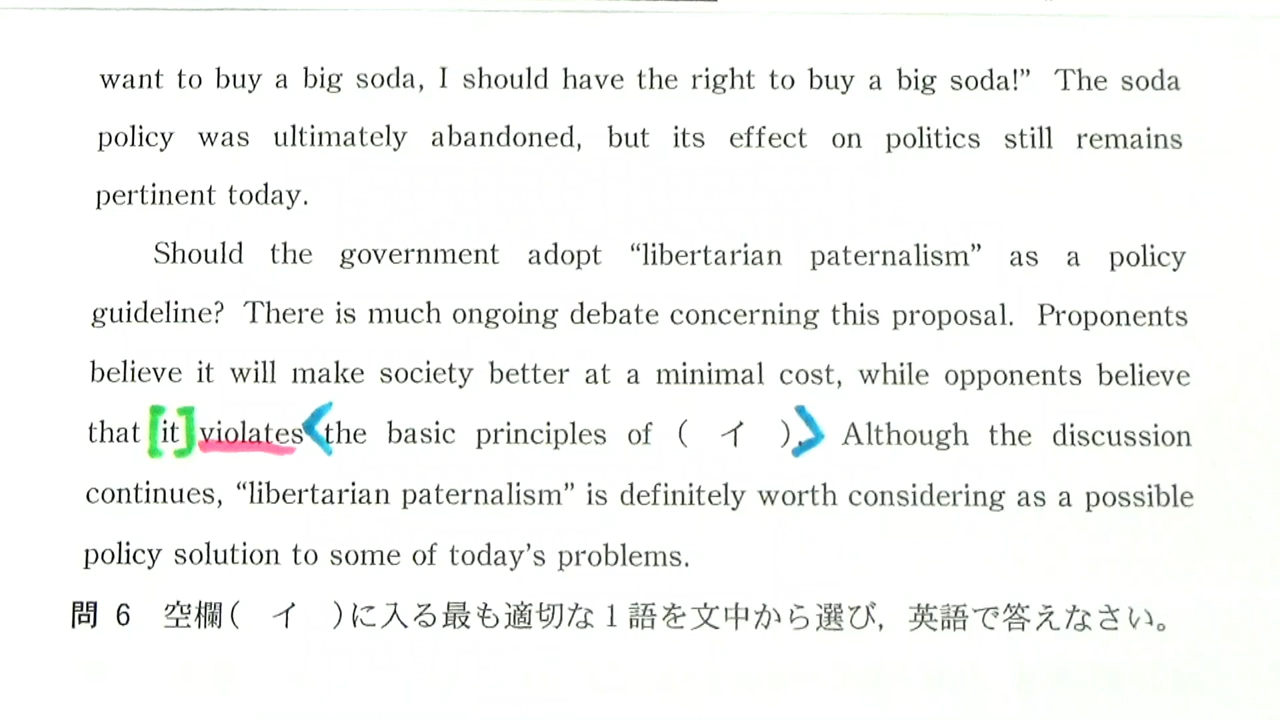 want to buy a big soda, I should have the right to buy a big soda!” The soda
policy was ultimately abandoned, but its effect on politics still remains
pertinent today.
Should the government adopt “libertarian paternalism” as a policy
guideline? There is much ongoing debate concerning this proposal. Proponents
believe it will make society better at a minimal cost, while opponents believe
that [it] violates <the basic principles of ( イ ).> Although the discussion
continues, “libertarian paternalism” is definitely worth considering as a possible
policy solution to some of today’s problems.
問 6 空欄( イ )に入る最も適切な1語を文中から選び，英語で答えなさい。